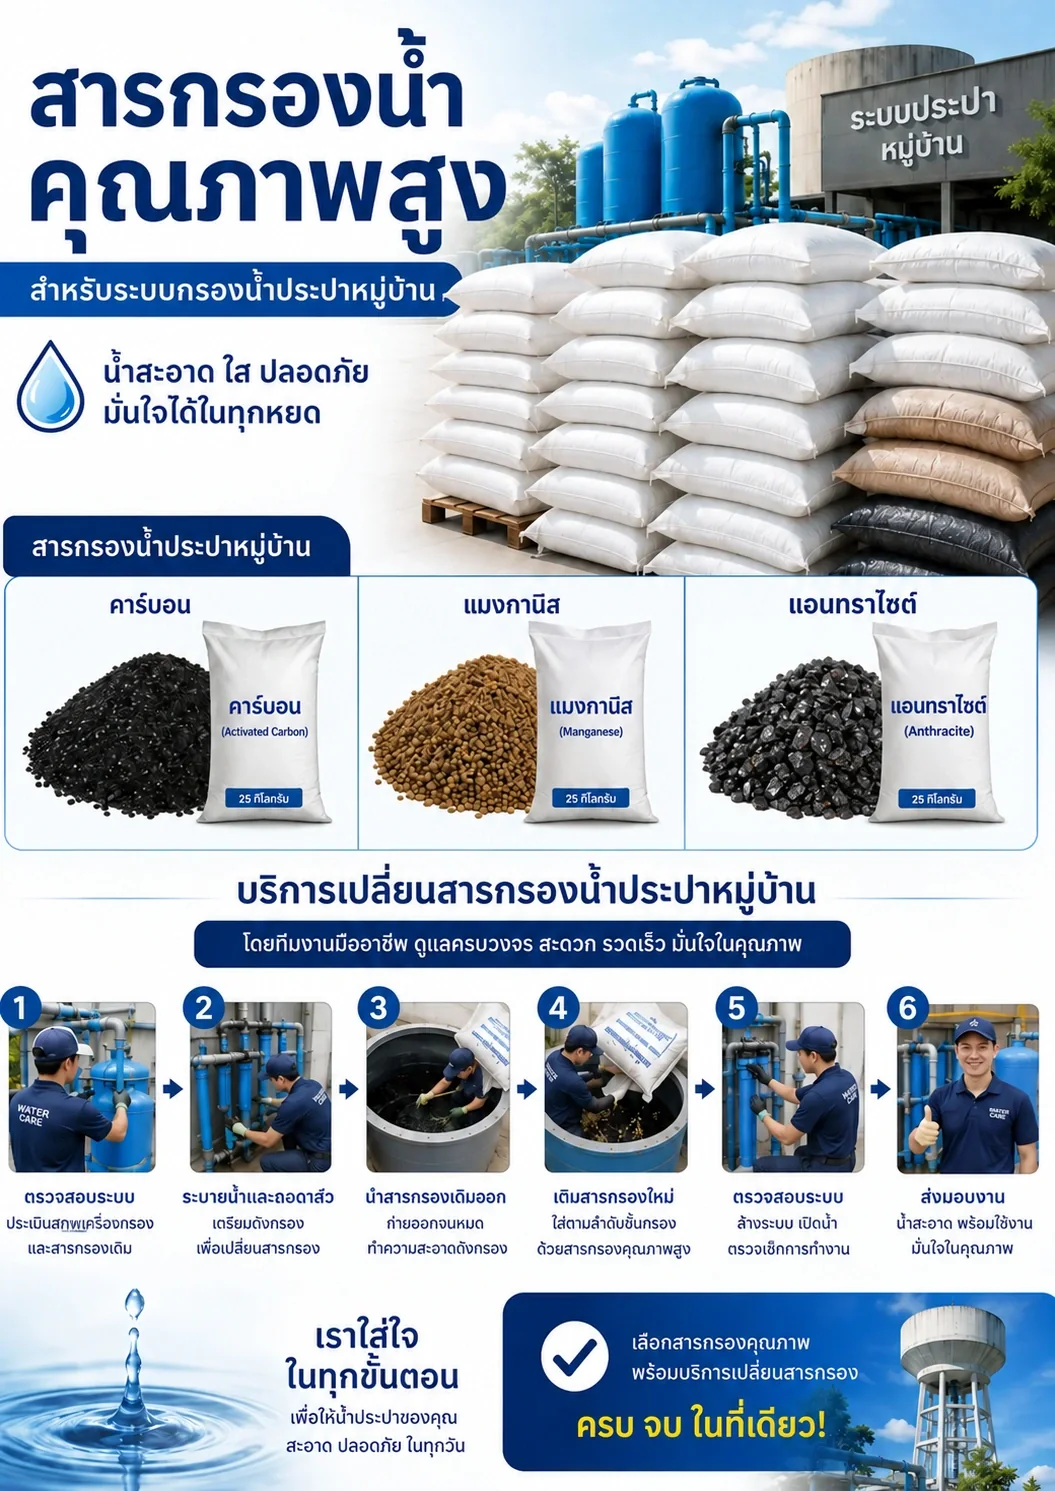 สารกรองน้ำ
คุณภาพสูง
สำหรับระบบกรองน้ำประปาหมู่บ้าน
น้ำสะอาด ใส ปลอดภัย
มั่นใจได้ในทุกหยด
ระบบประปา
หมู่บ้าน
สารกรองน้ำประปาหมู่บ้าน
คาร์บอน
คาร์บอน
(Activated Carbon)
25 กิโลกรัม
แมงกานีส
แมงกานีส
(Manganese)
25 กิโลกรัม
แอนทราไซต์
แอนทราไซต์
(Anthracite)
25 กิโลกรัม
บริการเปลี่ยนสารกรองน้ำประปาหมู่บ้าน
โดยทีมงานมืออาชีพ ดูแลครบวงจร สะดวก รวดเร็ว มั่นใจในคุณภาพ
1
WATER
CARE
ตรวจสอบระบบ
ประเมินสภาพเครื่องกรอง
และสารกรองเดิม
2
ระบายน้ำและถอดวาล์ว
เตรียมถังกรอง
เพื่อเปลี่ยนสารกรอง
3
นำสารกรองเดิมออก
ถ่ายออกจนหมด
ทำความสะอาดถังกรอง
4
เติมสารกรองใหม่
ใส่ตามลำดับชั้นกรอง
ด้วยสารกรองคุณภาพสูง
5
ตรวจสอบระบบ
ล้างระบบ เปิดน้ำ
ตรวจเช็กการทำงาน
6
WATER
CARE
ส่งมอบงาน
น้ำสะอาด พร้อมใช้งาน
มั่นใจในคุณภาพ
เราใส่ใจ
ในทุกขั้นตอน
เพื่อให้น้ำประปาของคุณ
สะอาด ปลอดภัย ในทุกวัน
เลือกสารกรองคุณภาพ
พร้อมบริการเปลี่ยนสารกรอง
ครบ จบ ในที่เดียว!